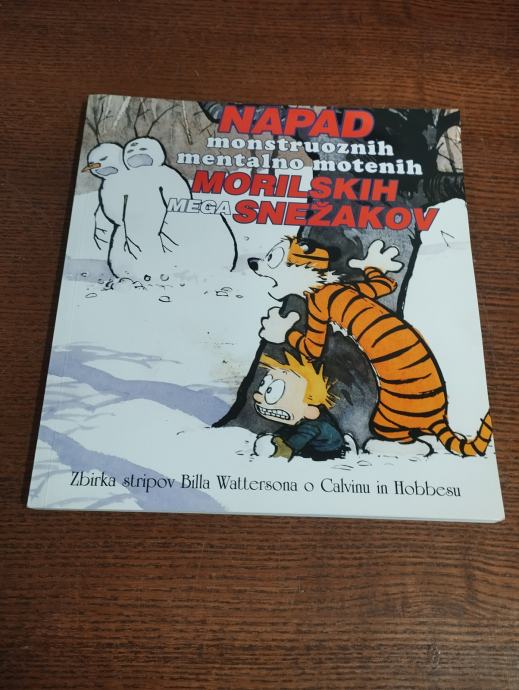 NAPAD
monstruoznih
mentalno motenih
MORILSKIH
MEGA SNEŽAKOV
Zbirka stripov Billa Wattersona o Calvinu in Hobbesu